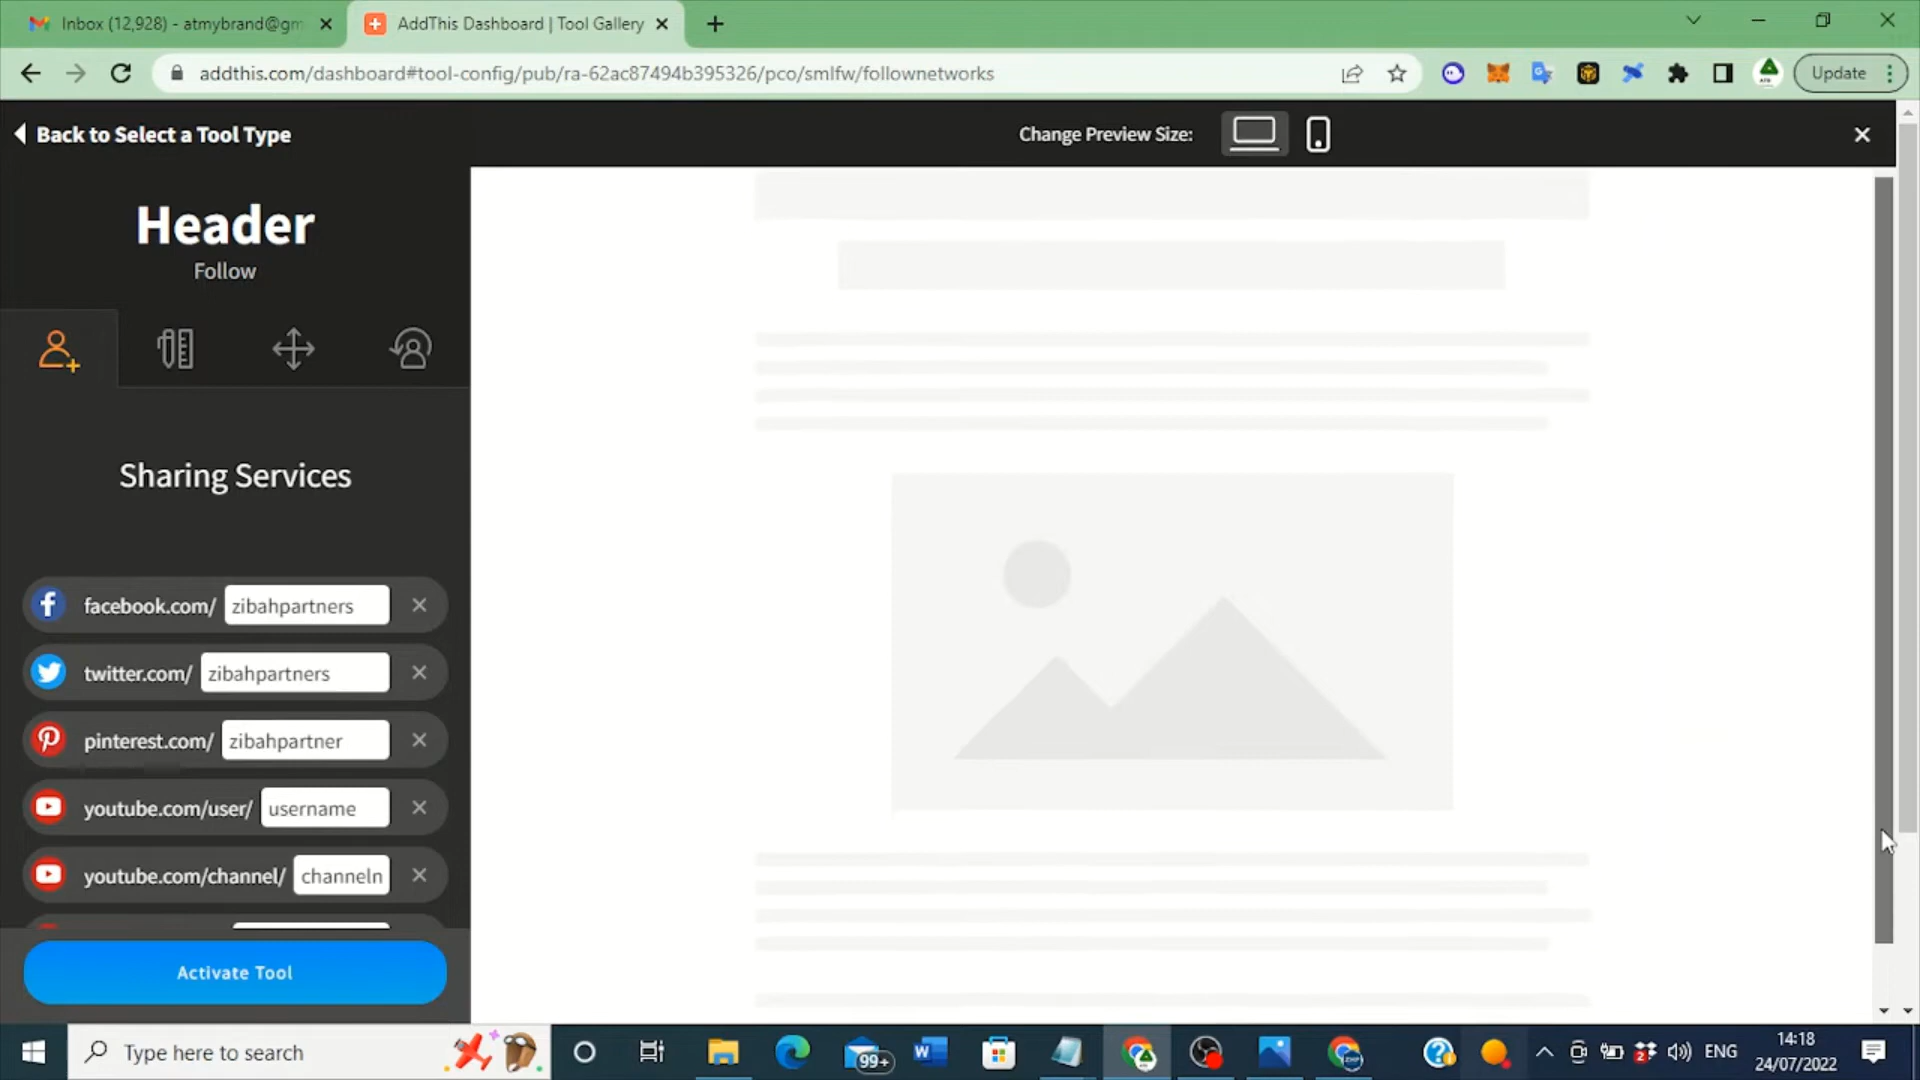 Inbox (12,928) - atmybrand@gm
AddThis Dashboard | Tool Gallery
addthis.com/dashboard#tool-config/pub/ra-62ac87494b395326/pco/smlfw/follownetworks
Update
Back to Select a Tool Type
Change Preview Size:
Header
Follow
Sharing Services
facebook.com/ zibahpartners
twitter.com/ zibahpartners
pinterest.com/ zibahpartner
youtube.com/user/ username
youtube.com/channel/ channeln
Activate Tool
Type here to search
99+
ENG
14:18
24/07/2022